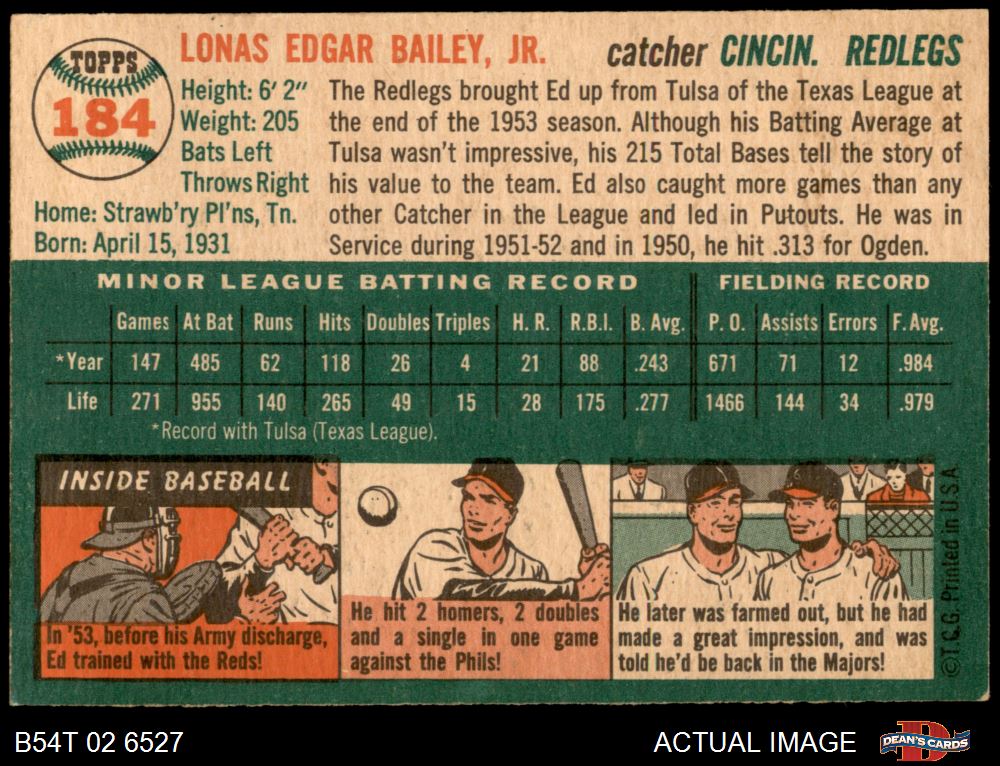 TOPPS
184
LONAS EDGAR BAILEY, JR.
catcher CINCIN. REDLEGS
Height: 6' 2"
Weight: 205
Bats Left
Throws Right
Home: Strawb'ry Pl'ns, Tn.
Born: April 15, 1931
The Redlegs brought Ed up from Tulsa of the Texas League at
the end of the 1953 season. Although his Batting Average at
Tulsa wasn't impressive, his 215 Total Bases tell the story of
his value to the team. Ed also caught more games than any
other Catcher in the League and led in Putouts. He was in
Service during 1951-52 and in 1950, he hit .313 for Ogden.
MINOR LEAGUE BATTING RECORD FIELDING RECORD
Games At Bat Runs Hits Doubles Triples H. R. R.B.I. B. Avg. P. O. Assists Errors F. Avg.
*Year 147 485 62 118 26 4 21 88 .243 671 71 12 .984
Life 271 955 140 265 49 15 28 175 .277 1466 144 34 .979
*Record with Tulsa (Texas League).
INSIDE BASEBALL
In '53, before his Army discharge,
Ed trained with the Reds!
He hit 2 homers, 2 doubles
and a single in one game
against the Phils!
He later was farmed out, but he had
made a great impression, and was
told he'd be back in the Majors!
©T.C.G. Printed in U.S.A
B54T 02 6527
ACTUAL IMAGE
D
DEAN'S CARDS